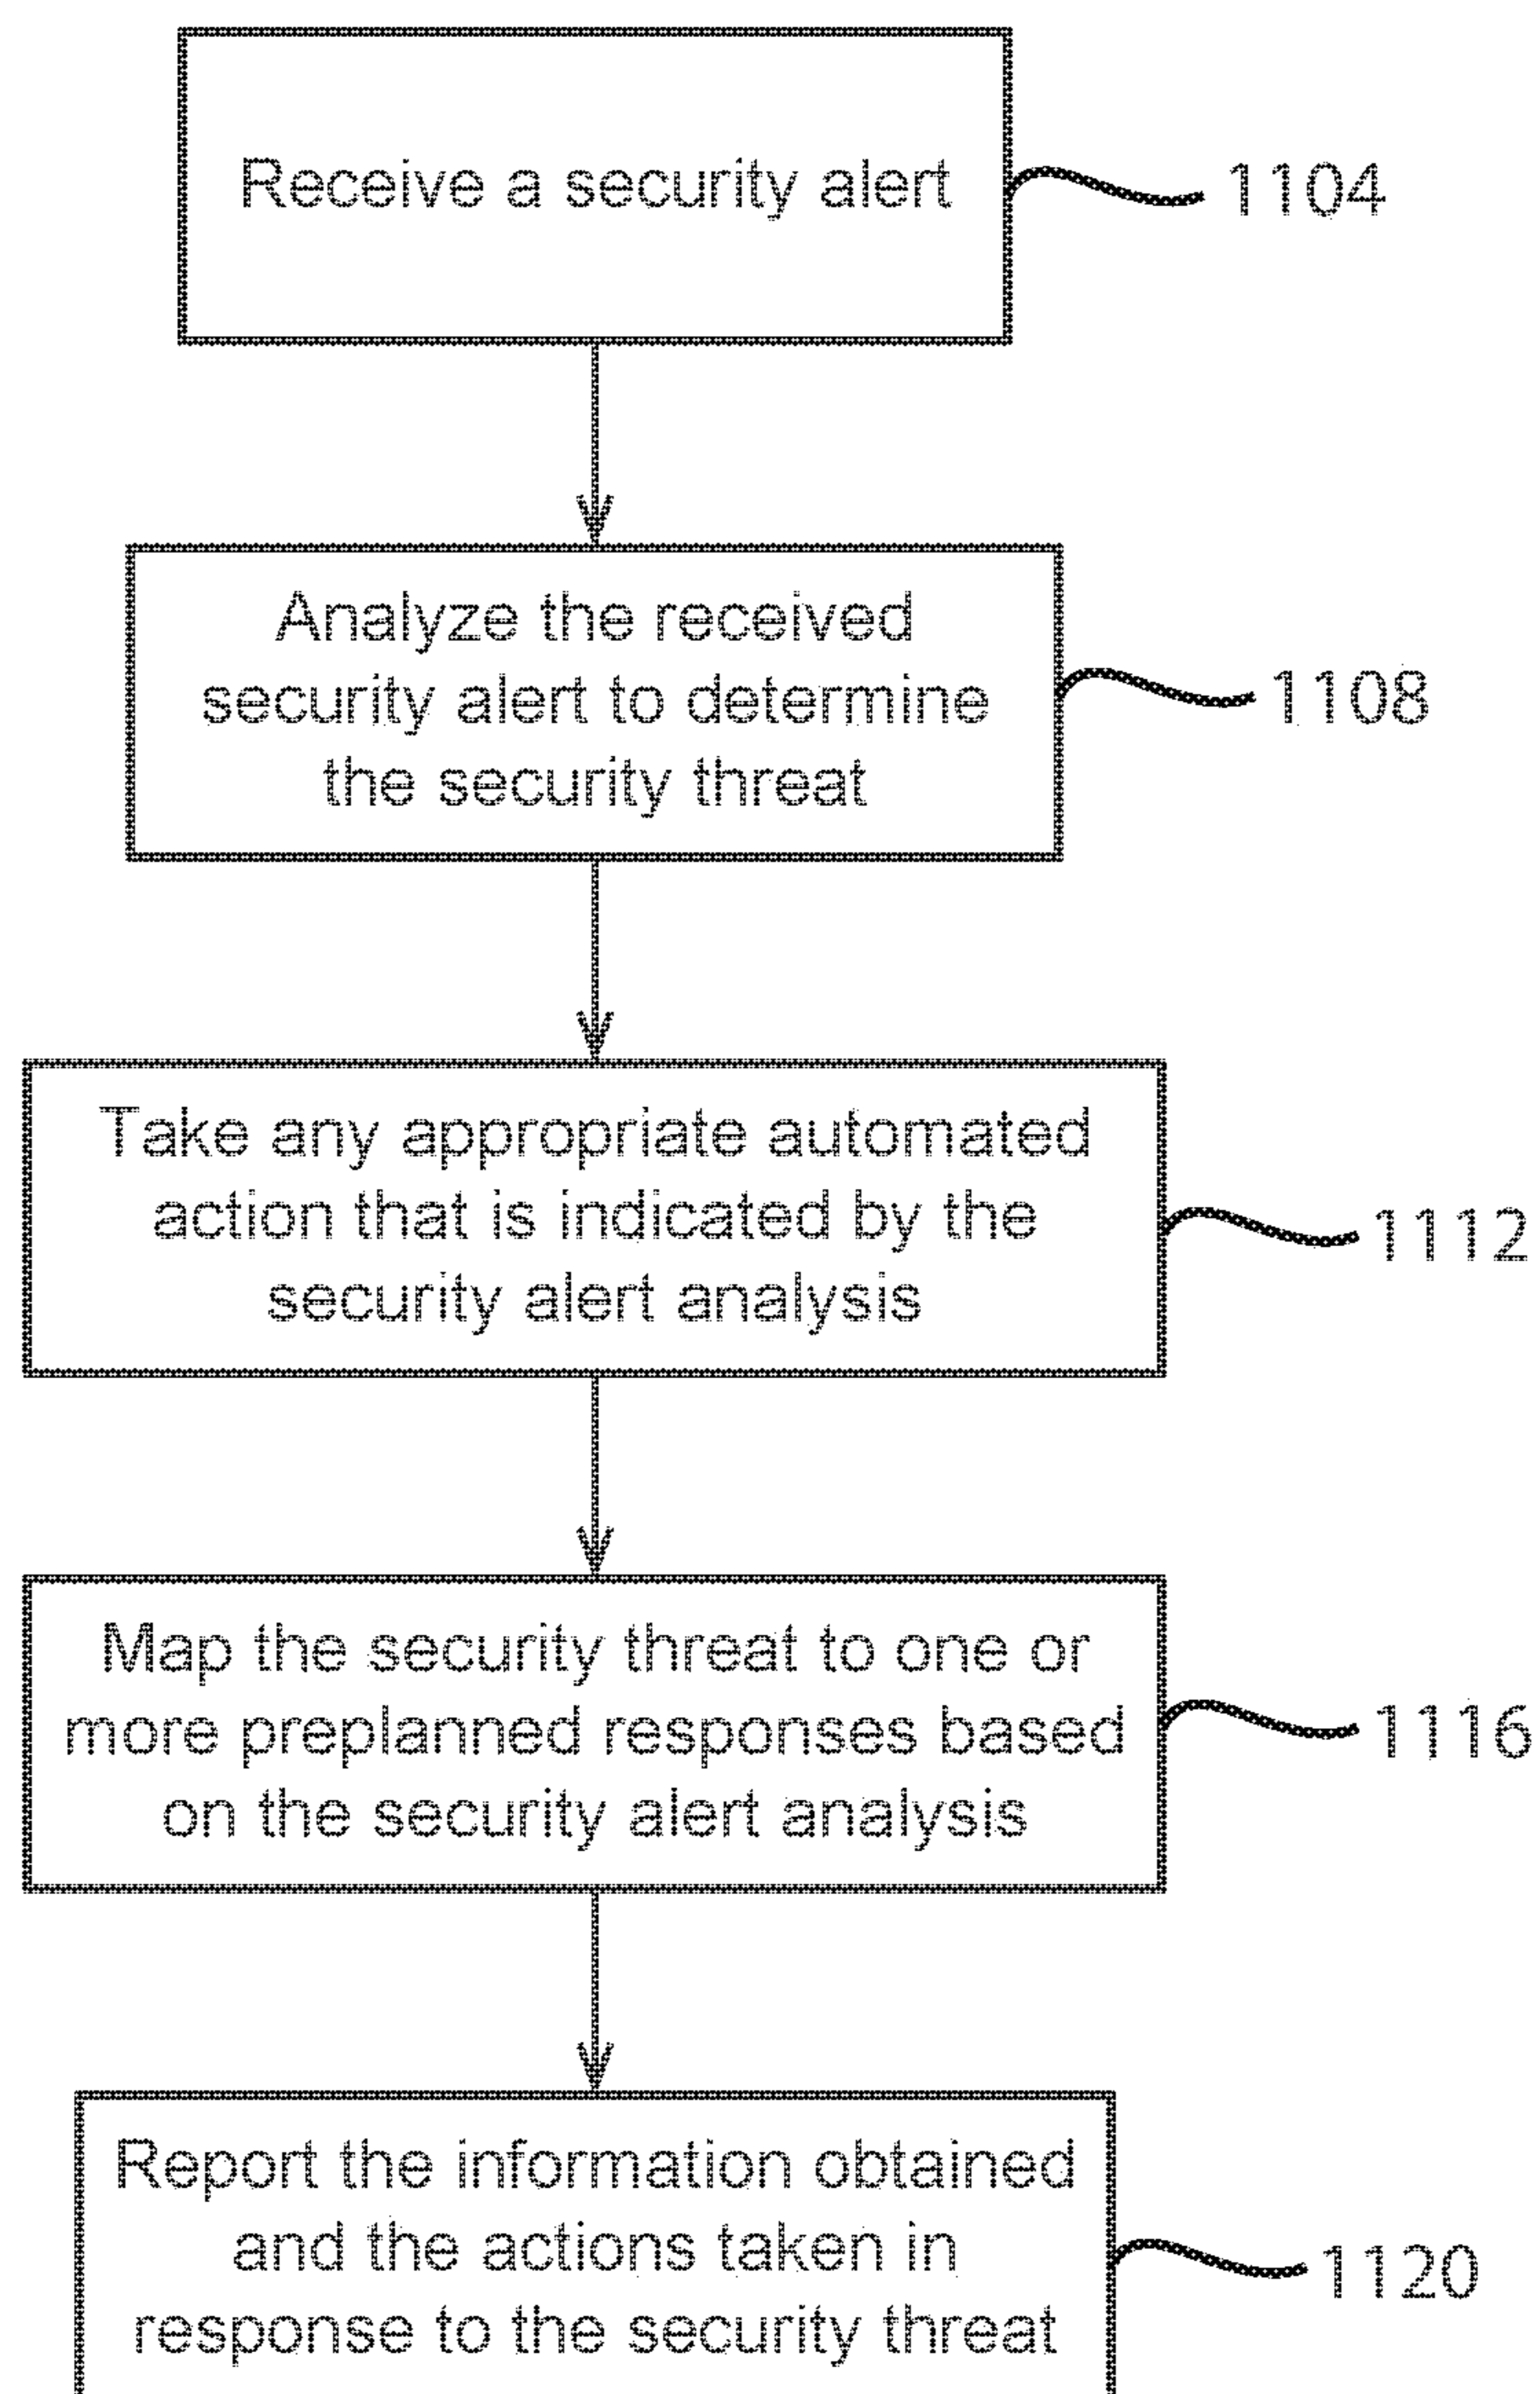 Receive a security alert
1104
Analyze the received
security alert to determine
the security threat
1108
Take any appropriate automated
action that is indicated by the
security alert analysis
1112
Map the security threat to one or
more preplanned responses based
on the security alert analysis
1116
Report the information obtained
and the actions taken in
response to the security threat
1120